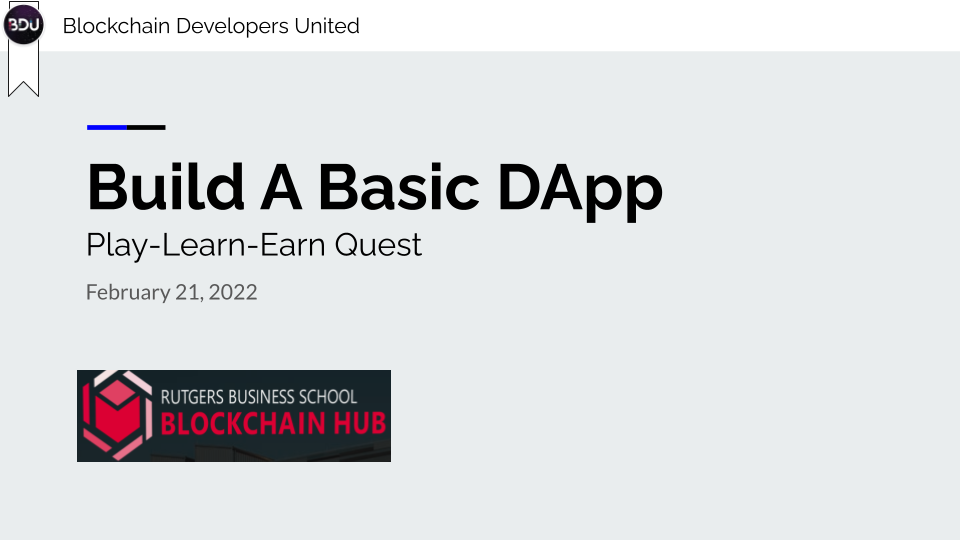 BDU
Blockchain Developers United
Build A Basic DApp
Play-Learn-Earn Quest
February 21, 2022
RUTGERS BUSINESS SCHOOL
BLOCKCHAIN HUB